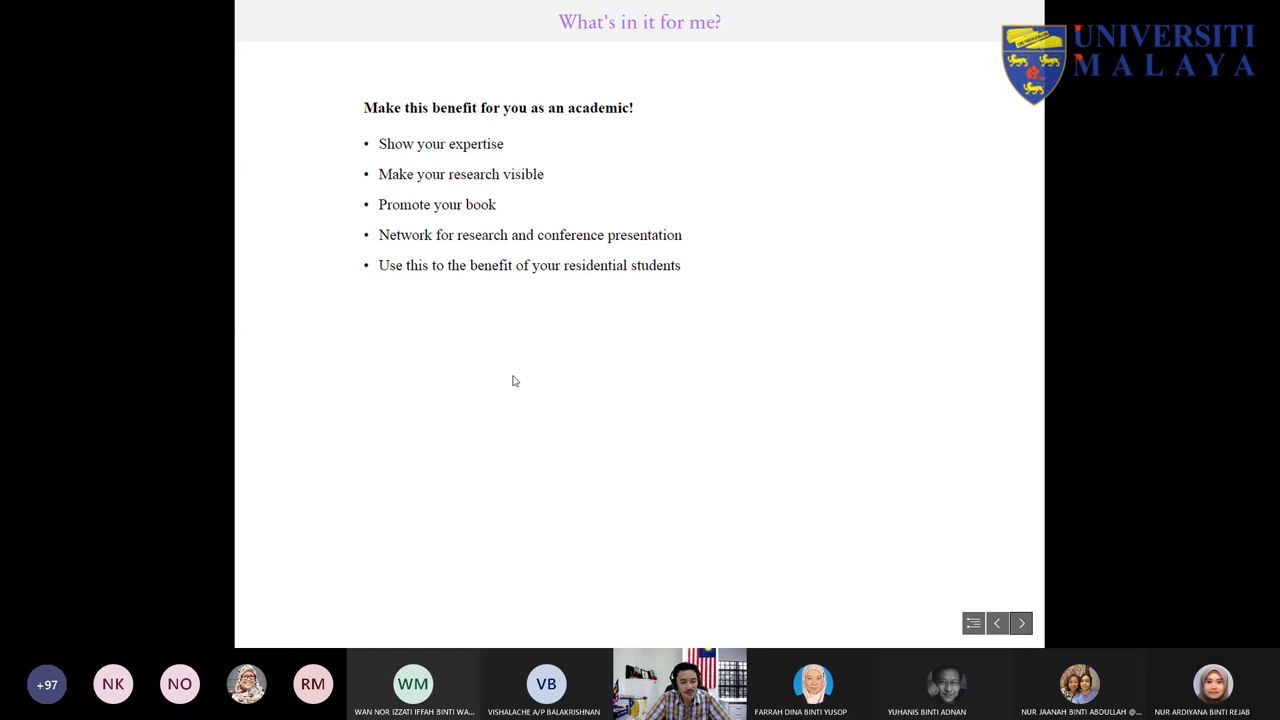 What's in it for me?
UNIVERSITI
MALAYA
Make this benefit for you as an academic!
• Show your expertise
• Make your research visible
• Promote your book
• Network for research and conference presentation
• Use this to the benefit of your residential students
+97
NK
NO
RM
WM
VB
WAN NOR IZZATI IFFAH BINTI WA...
VISHALACHE A/P BALAKRISHNAN
FARRAH DINA BINTI YUSOP
YUHANIS BINTI ADNAN
NUR JAANAH BINTI ABDULLAH @...
NUR ARDIYANA BINTI REJAB